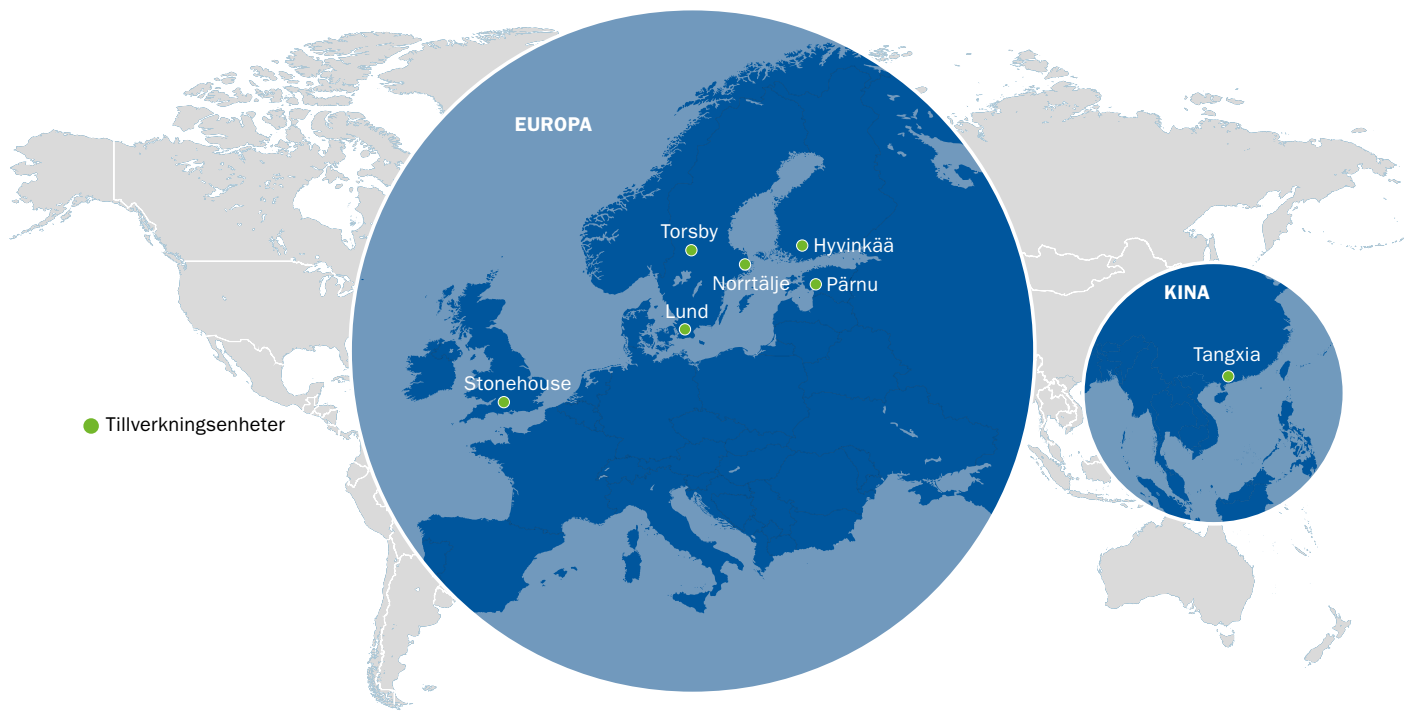 EUROPA
Torsby
Hyvinkää
Norrtälje
Pärnu
Lund
Stonehouse
KINA
Tangxia
Tillverkningsenheter